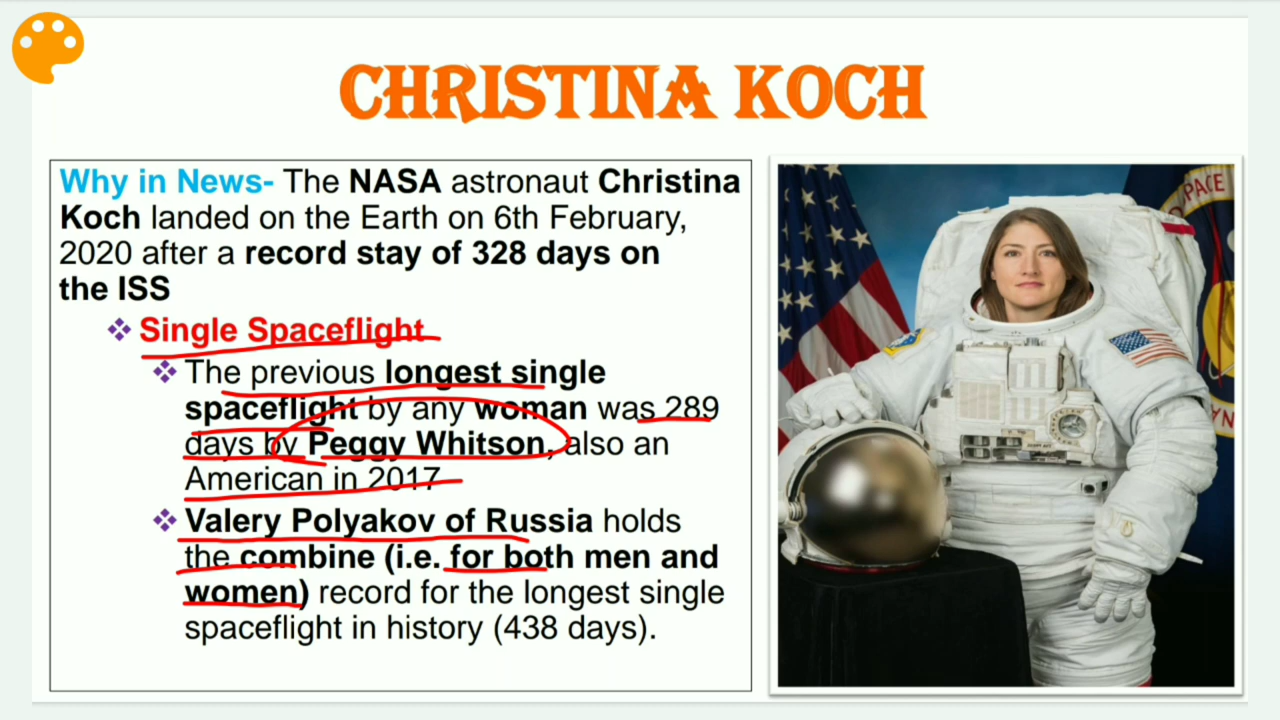 CHRISTINA KOCH
Why in News- The NASA astronaut Christina
Koch landed on the Earth on 6th February,
2020 after a record stay of 328 days on
the ISS
Single Spaceflight
The previous longest single
spaceflight by any woman was 289
days by Peggy Whitson, also an
American in 2017
Valery Polyakov of Russia holds
the combine (i.e. for both men and
women) record for the longest single
spaceflight in history (438 days).
SPACE